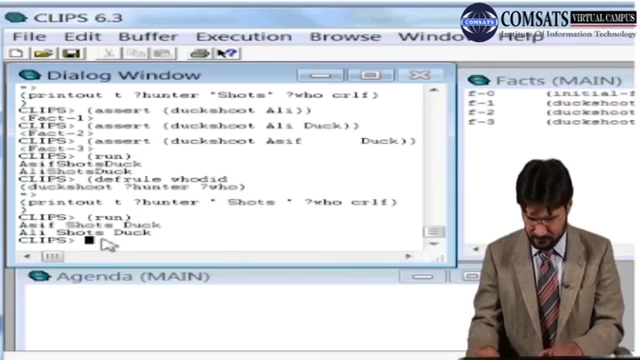 CLIPS 6.3
COMSATS VIRTUAL CAMPUS
Institute Of Information Technology
File Edit Buffer Execution Browse Window Help
Dialog Window
=>
(printout t ?hunter "Shots" ?who crlf)
)
CLIPS> (assert (duckshoot Ali))
<Fact-1>
CLIPS> (assert (duckshoot Ali Duck))
<Fact-2>
CLIPS> (assert (duckshoot Asif Duck))
<Fact-3>
CLIPS> (run)
AsifShotsDuck
AliShotsDuck
CLIPS> (defrule whodid
(duckshoot ?hunter ?who)
=>
(printout t ?hunter " Shots " ?who crlf)
)
CLIPS> (run)
Asif Shots Duck
Ali Shots Duck
CLIPS>
Facts (MAIN)
f-0 (initial-f
f-1 (duckshoo
f-2 (duckshoo
f-3 (duckshoo
Agenda (MAIN)